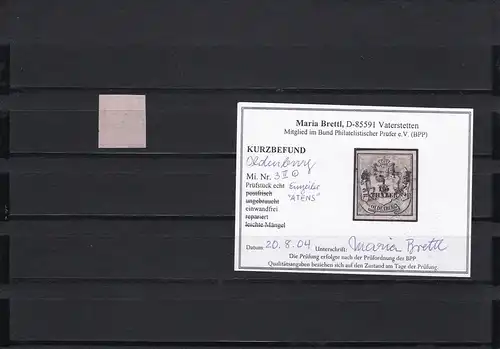 Maria Brettl, D-85591 Vaterstetten
Mitglied im Bund Philatelistischer Prüfer e.V. (BPP)
KURZBEFUND
Oldenburg
Mi. Nr. 3 II
Prüfstück echt Einzeiler
postfrisch "ATENS"
ungebraucht
einwandfrei
repariert
leichte Mängel
Datum: 20.8.04 Unterschrift: Maria Brettl
Die Prüfung erfolgte nach der Prüfordnung der BPP
Qualitätsangaben beziehen sich auf den Zustand am Tage der Prüfung.